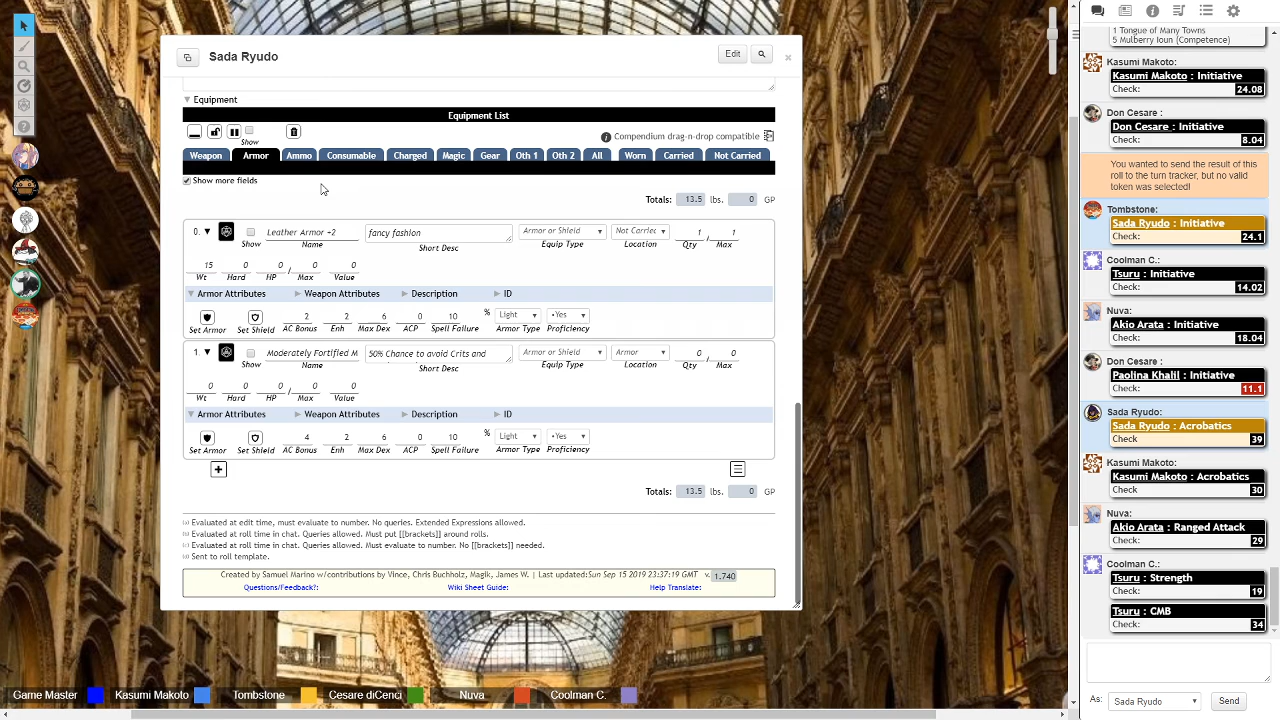 Sada Ryudo
Edit
×
Equipment
Equipment List
Show
Compendium drag-n-drop compatible
Weapon Armor Ammo Consumable Charged Magic Gear Oth 1 Oth 2 All Worn Carried Not Carried
Show more fields
Totals: 13.5 lbs. 0 GP
0. Show Leather Armor +2 fancy fashion Armor or Shield Not Carried 1 / 1
Name Short Desc Equip Type Location Qty Max
15 0 0 / 0 0
Wt Hard HP Max Value
Armor Attributes Weapon Attributes Description ID
2 2 6 0 10 % Light •Yes
Set Armor Set Shield AC Bonus Enh Max Dex ACP Spell Failure Armor Type Proficiency
1. Show Moderately Fortified M 50% Chance to avoid Crits and Armor or Shield Armor 0 / 0
Name Short Desc Equip Type Location Qty Max
0 0 0 / 0 0
Wt Hard HP Max Value
Armor Attributes Weapon Attributes Description ID
4 2 6 0 10 % Light •Yes
Set Armor Set Shield AC Bonus Enh Max Dex ACP Spell Failure Armor Type Proficiency
Totals: 13.5 lbs. 0 GP
(a) Evaluated at edit time, must evaluate to number. No queries. Extended Expressions allowed.
(b) Evaluated at roll time in chat. Queries allowed. Must put [[brackets]] around rolls.
(c) Evaluated at roll time in chat. Queries allowed. Must evaluate to number. No [[brackets]] needed.
(d) Sent to roll template.
Created by Samuel Marino w/contributions by Vince, Chris Buchholz, Magik, James W. | Last updated:Sun Sep 15 2019 23:37:19 GMT v. 1.740
Questions/Feedback?: Wiki Sheet Guide: Help Translate:
Game Master Kasumi Makoto Tombstone Cesare diCenci Nuva Coolman C.
1 Tongue of Many Towns
5 Mulberry Ioun (Competence)
Kasumi Makoto:
Kasumi Makoto : Initiative
Check: 24.08
Don Cesare :
Don Cesare : Initiative
Check: 8.04
You wanted to send the result of this
roll to the turn tracker, but no valid
token was selected!
Tombstone:
Sada Ryudo : Initiative
Check: 24.1
Coolman C.:
Tsuru : Initiative
Check: 14.02
Nuva:
Akio Arata : Initiative
Check: 18.04
Don Cesare :
Paolina Khalil : Initiative
Check: 11.1
Sada Ryudo:
Sada Ryudo : Acrobatics
Check 39
Kasumi Makoto:
Kasumi Makoto : Acrobatics
Check 30
Nuva:
Akio Arata : Ranged Attack
Check: 29
Coolman C.:
Tsuru : Strength
Check 19
Tsuru : CMB
Check: 34
As: Sada Ryudo Send